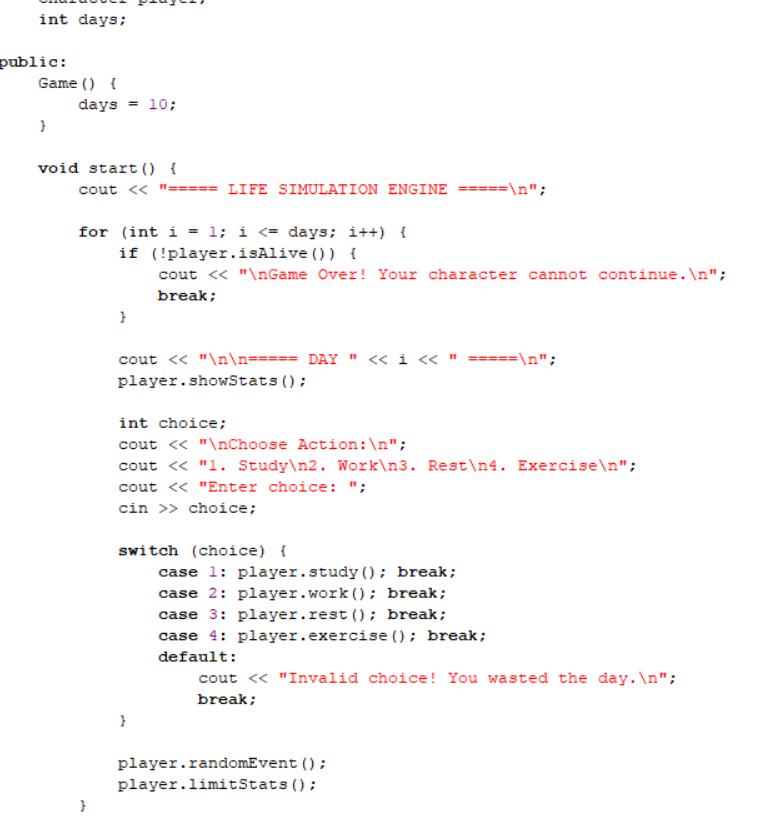 int days;
public:
Game() {
days = 10;
}
void start() {
cout << "===== LIFE SIMULATION ENGINE =====\n";
for (int i = 1; i <= days; i++) {
if (!player.isAlive()) {
cout << "\nGame Over! Your character cannot continue.\n";
break;
}
cout << "\n\n===== DAY " << i << " =====\n";
player.showStats();
int choice;
cout << "\nChoose Action:\n";
cout << "1. Study\n2. Work\n3. Rest\n4. Exercise\n";
cout << "Enter choice: ";
cin >> choice;
switch (choice) {
case 1: player.study(); break;
case 2: player.work(); break;
case 3: player.rest(); break;
case 4: player.exercise(); break;
default:
cout << "Invalid choice! You wasted the day.\n";
break;
}
player.randomEvent();
player.limitStats();
}